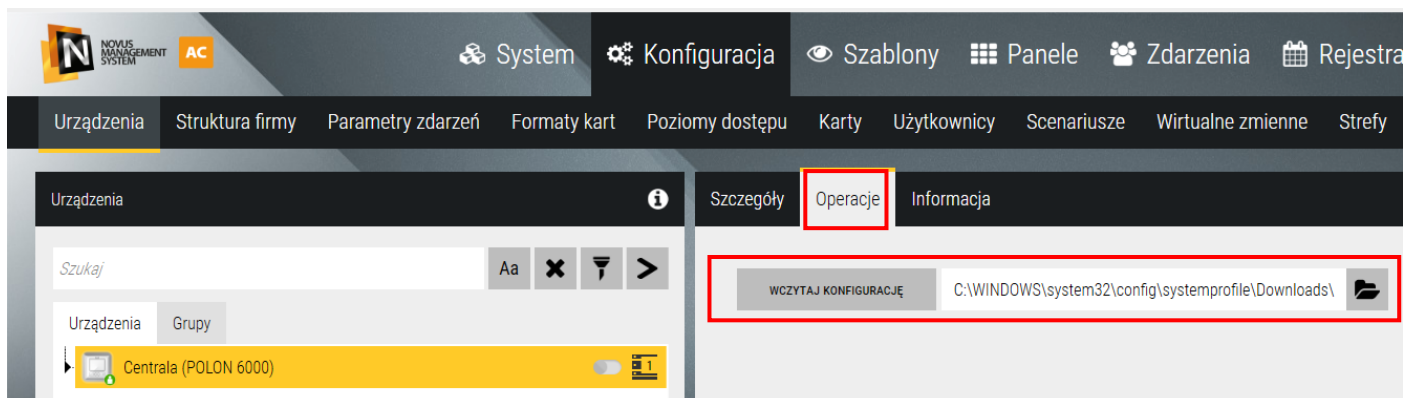 NOVUS
MANAGEMENT
SYSTEM
AC
System Konfiguracja Szablony Panele Zdarzenia Rejestra
Urządzenia Struktura firmy Parametry zdarzeń Formaty kart Poziomy dostępu Karty Użytkownicy Scenariusze Wirtualne zmienne Strefy
Urządzenia
Szczegóły Operacje Informacja
Szukaj
Aa
WCZYTAJ KONFIGURACJĘ C:\WINDOWS\system32\config\systemprofile\Downloads\
Urządzenia Grupy
Centrala (POLON 6000) 1